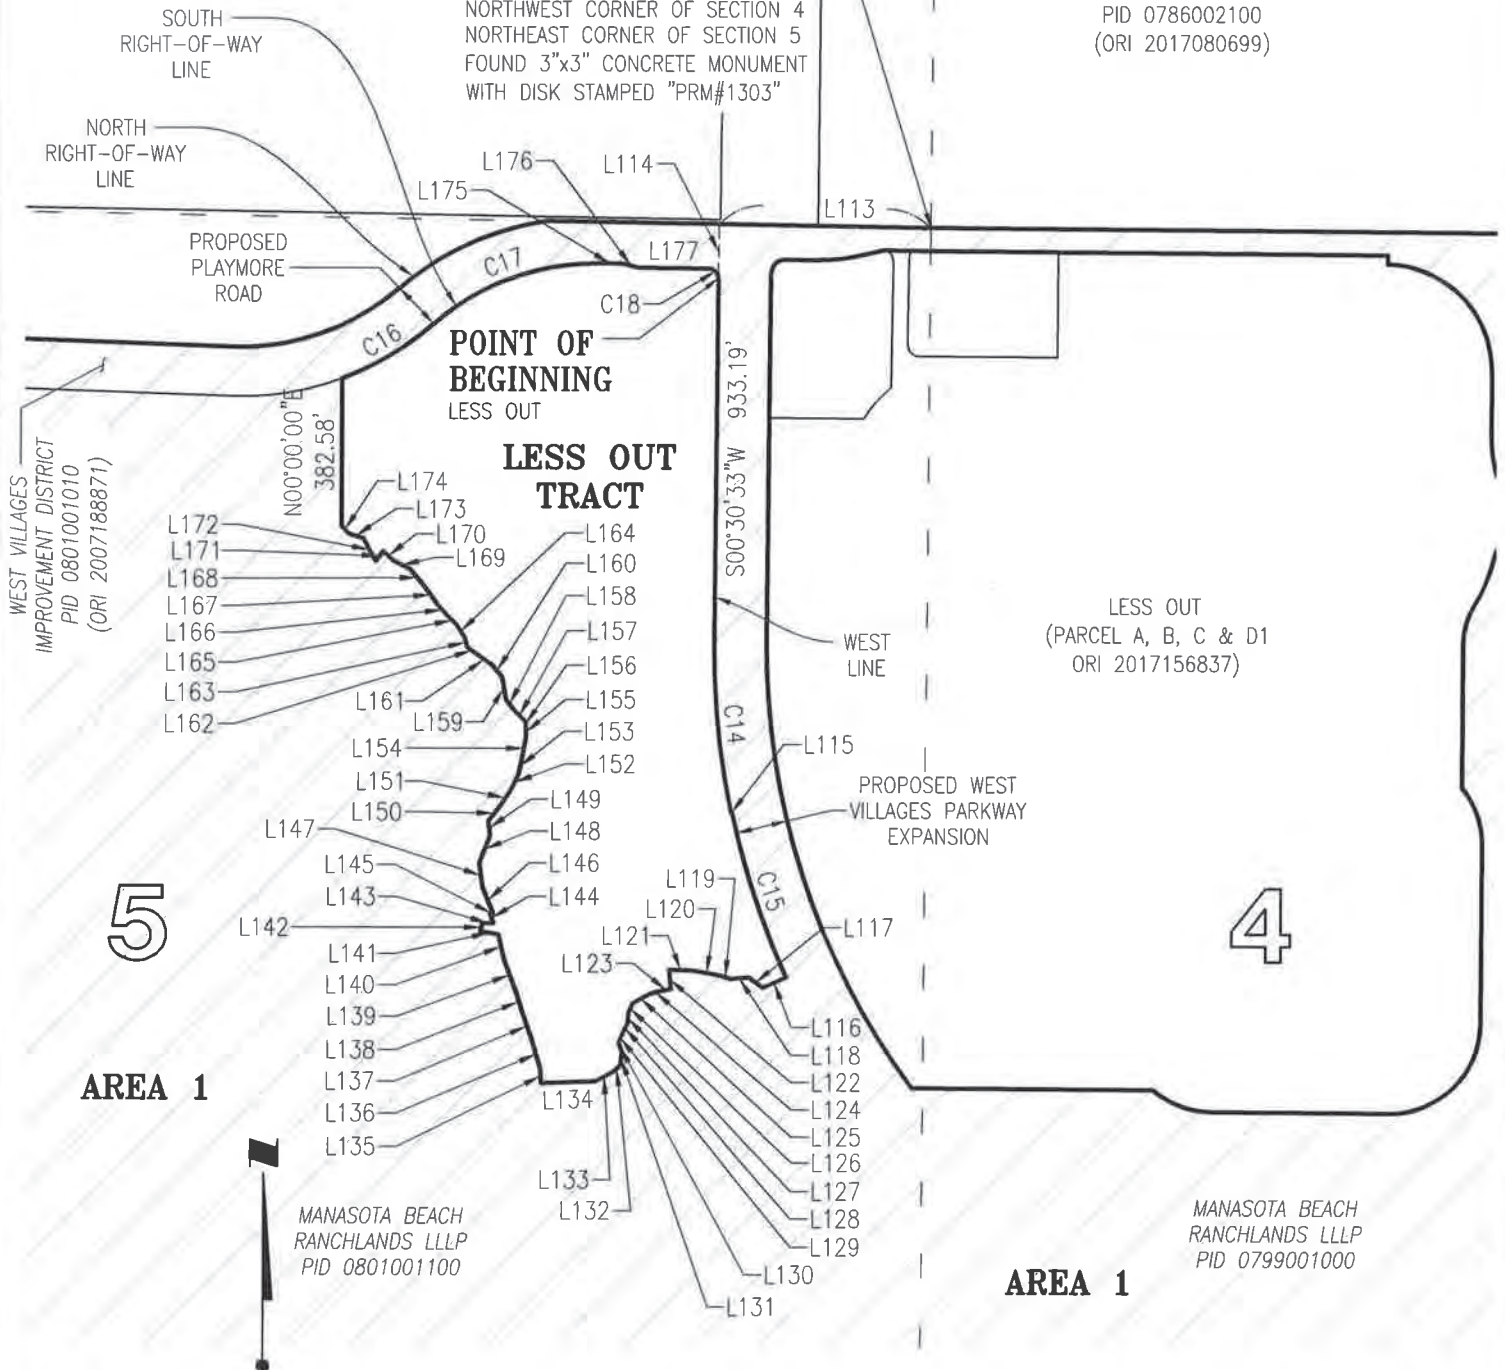 SOUTH
RIGHT-OF-WAY
LINE
NORTHWEST CORNER OF SECTION 4
NORTHEAST CORNER OF SECTION 5
FOUND 3"x3" CONCRETE MONUMENT
WITH DISK STAMPED "PRM#1303"
PID 0786002100
(ORI 2017080699)
NORTH
RIGHT-OF-WAY
LINE
L176
L114
L175
L113
PROPOSED
PLAYMORE
ROAD
C17
L177
C18
C16
POINT OF
BEGINNING
LESS OUT
N00°00'00"E
382.58'
S00°30'33"W 933.19'
WEST VILLAGES
IMPROVEMENT DISTRICT
PID 0801001010
(ORI 2007188871)
LESS OUT
TRACT
L174
L173
L172
L170
L164
L171
L169
L160
L168
L158
L167
L157
L166
L156
L165
L155
L163
L161
L153
L162
L159
L154
L152
L151
L149
L150
L148
L147
L146
L145
L144
L143
L142
L141
L140
L139
L138
L137
L136
L135
L134
L133
L132
WEST
LINE
LESS OUT
(PARCEL A, B, C & D1
ORI 2017156837)
C14
L115
PROPOSED WEST
VILLAGES PARKWAY
EXPANSION
C15
L119
L120
L121
L117
L123
L116
L118
L122
L124
L125
L126
L127
L128
L129
L130
L131
5
4
AREA 1
MANASOTA BEACH
RANCHLANDS LLLP
PID 0801001100
MANASOTA BEACH
RANCHLANDS LLLP
PID 0799001000
AREA 1